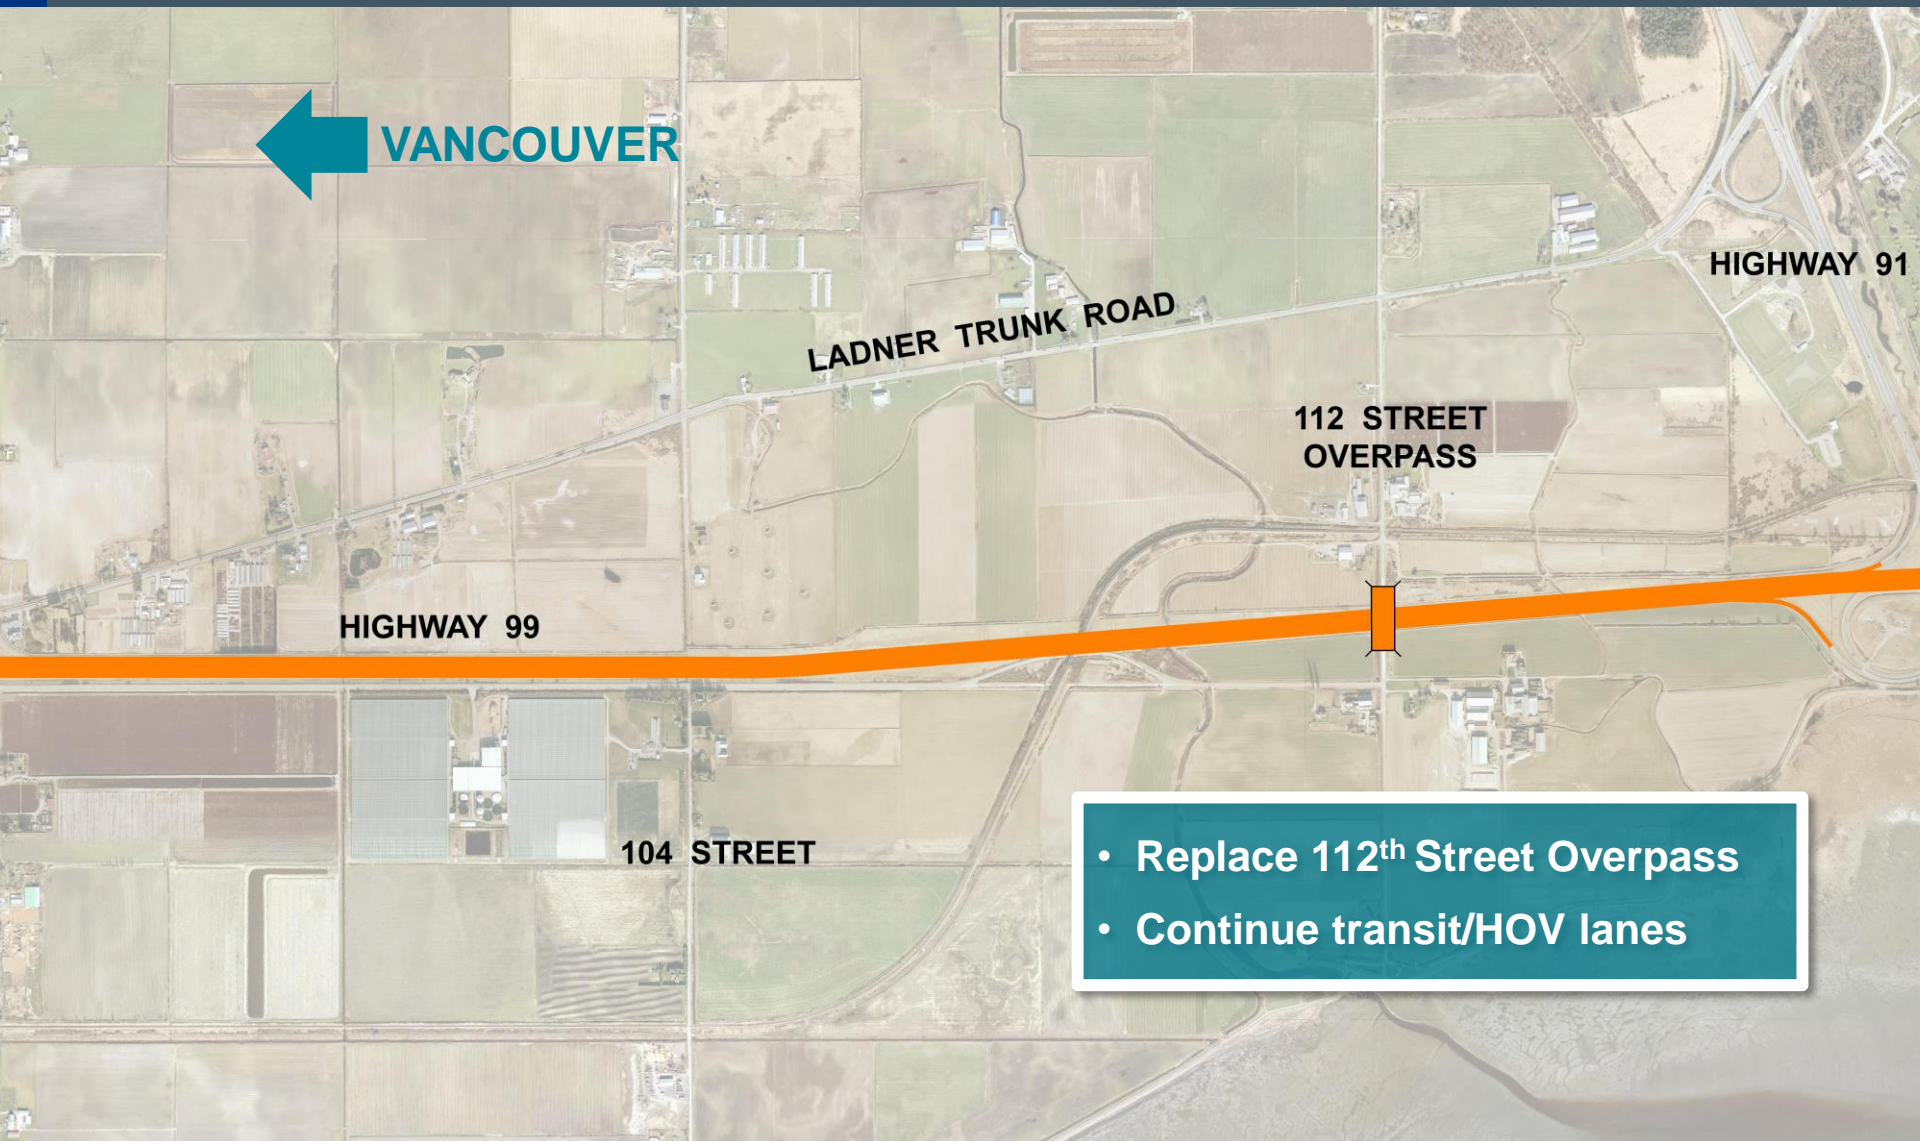 VANCOUVER
HIGHWAY 91
LADNER TRUNK ROAD
112 STREET
OVERPASS
HIGHWAY 99
104 STREET
• Replace 112th Street Overpass
• Continue transit/HOV lanes